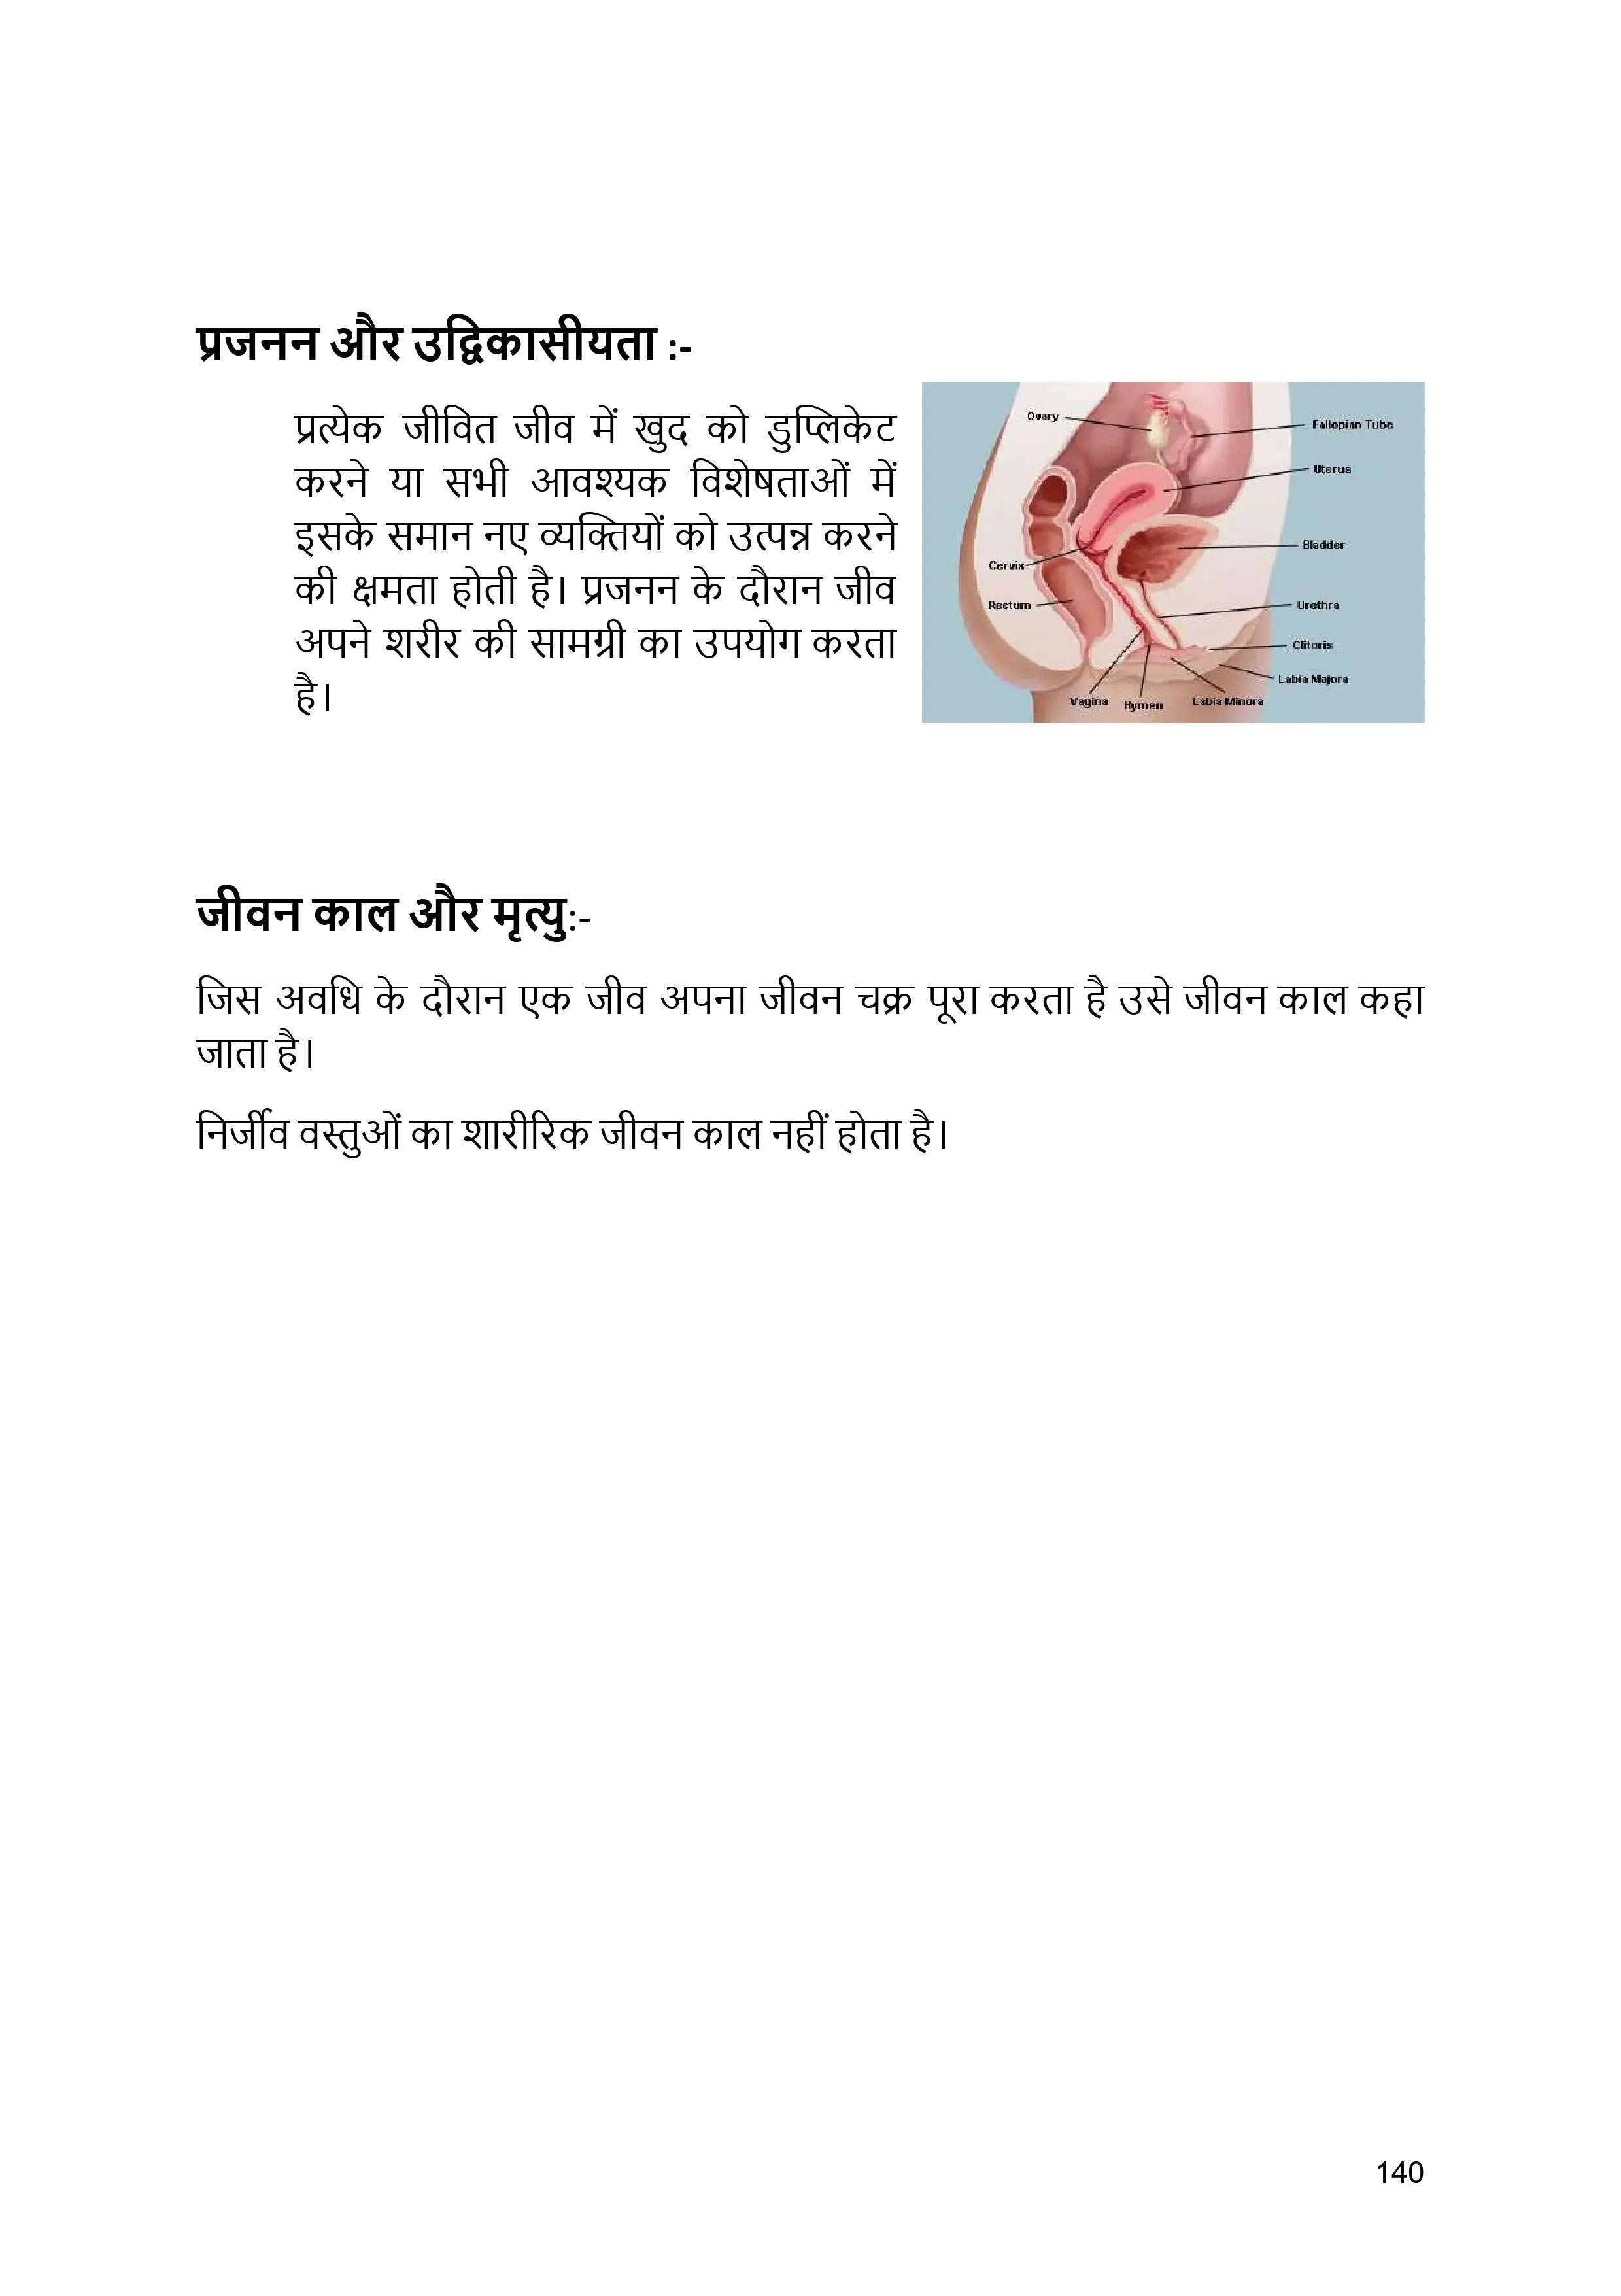 प्रजनन और उद्विकासीयता :-
प्रत्येक जीवित जीव में खुद को डुप्लिकेट
करने या सभी आवश्यक विशेषताओं में
इसके समान नए व्यक्तियों को उत्पन्न करने
की क्षमता होती है। प्रजनन के दौरान जीव
अपने शरीर की सामग्री का उपयोग करता
है।
Ovary
Fallopian Tube
Uterus
Bladder
Cervix
Rectum
Urethra
Clitoris
Labia Majora
Vagina
Hymen
Labia Minora
जीवन काल और मृत्यु:-
जिस अवधि के दौरान एक जीव अपना जीवन चक्र पूरा करता है उसे जीवन काल कहा
जाता है।
निर्जीव वस्तुओं का शारीरिक जीवन काल नहीं होता है।
140